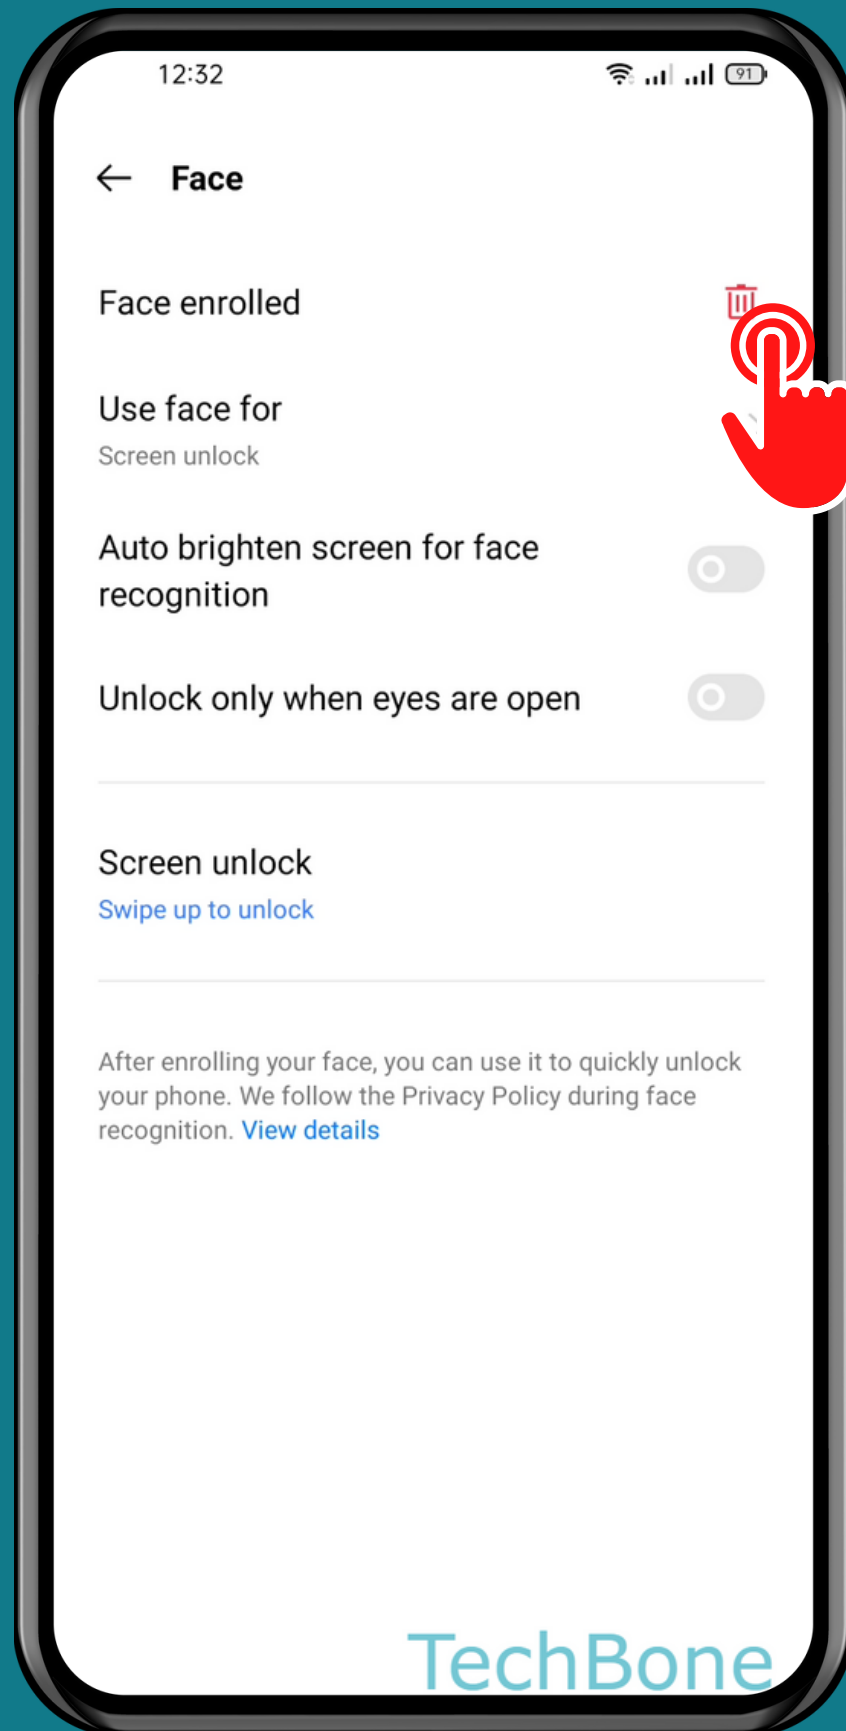 12:32
91
Face
Face enrolled
Use face for
Screen unlock
Auto brighten screen for face
recognition
Unlock only when eyes are open
Screen unlock
Swipe up to unlock
After enrolling your face, you can use it to quickly unlock
your phone. We follow the Privacy Policy during face
recognition. View details
TechBone